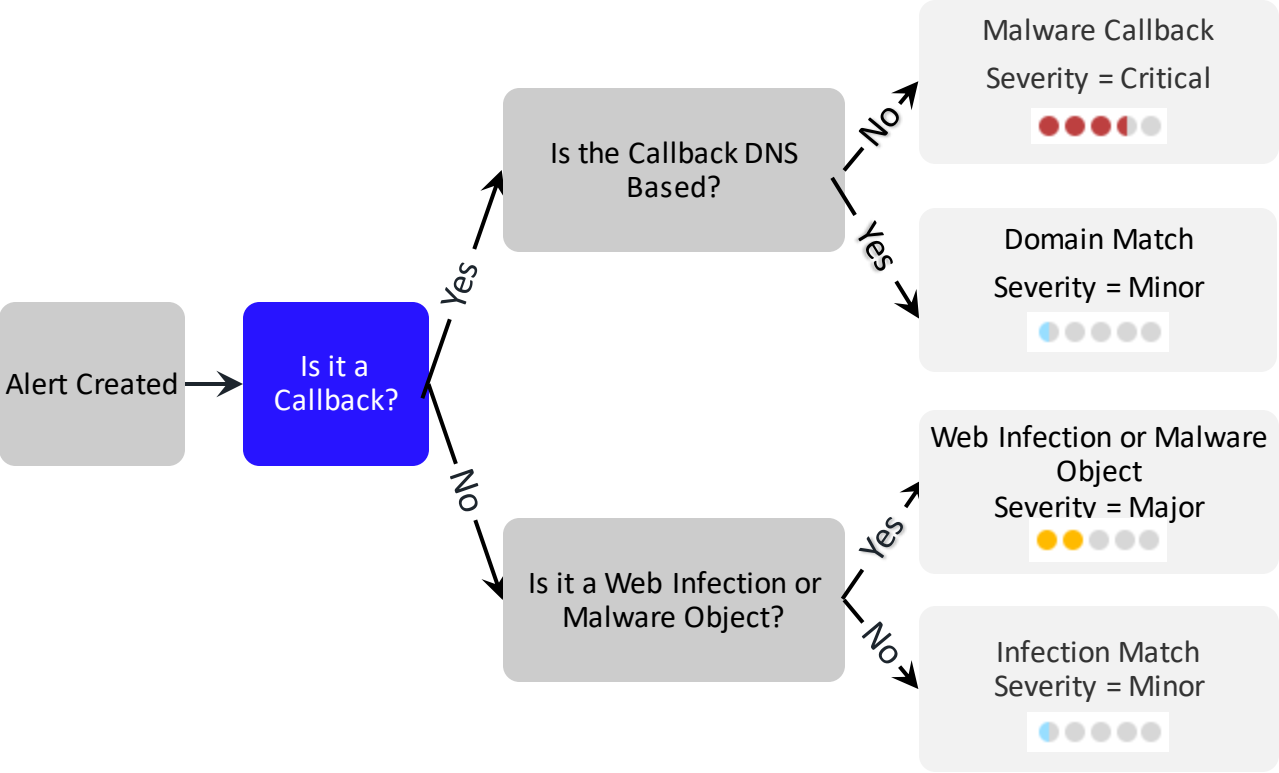 Alert Created
Is it a
Callback?
Yes
No
Is the Callback DNS
Based?
No
Yes
Malware Callback
Severity = Critical
Domain Match
Severity = Minor
Is it a Web Infection or
Malware Object?
Yes
No
Web Infection or Malware
Object
Severity = Major
Infection Match
Severity = Minor